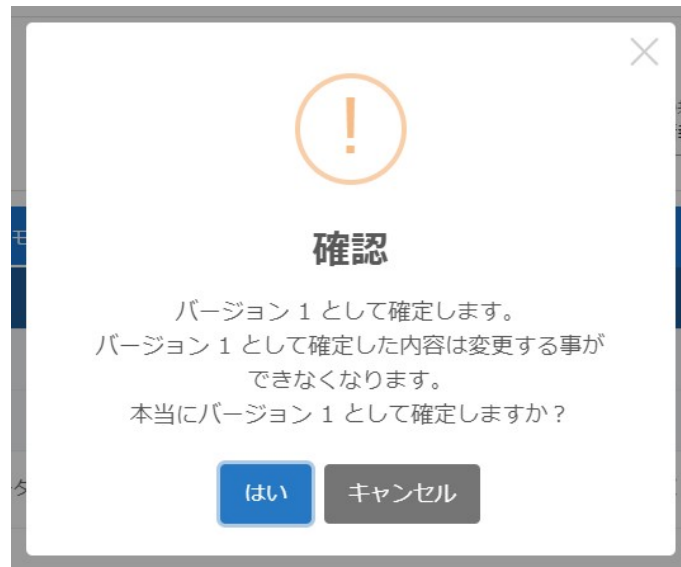 確認
バージョン 1 として確定します。
バージョン 1 として確定した内容は変更する事が
できなくなります。
本当にバージョン 1 として確定しますか？
はい
キャンセル